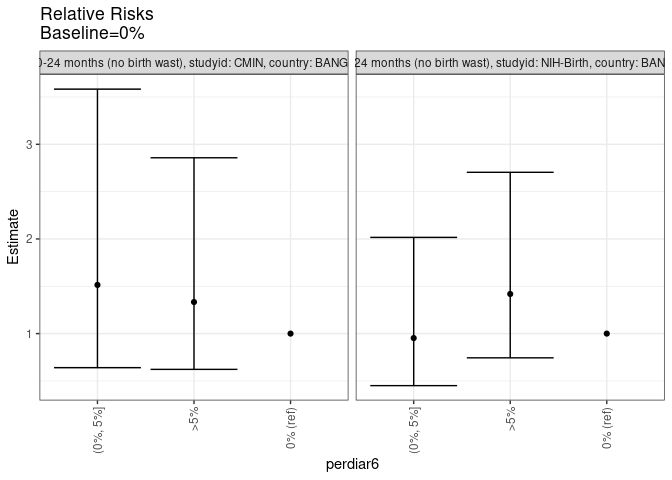 Relative Risks
Baseline=0%
0-24 months (no birth wast), studyid: CMIN, country: BANG
24 months (no birth wast), studyid: NIH-Birth, country: BAN
3
2
1
Estimate
(0%, 5%]
>5%
0% (ref)
(0%, 5%]
>5%
0% (ref)
perdiar6